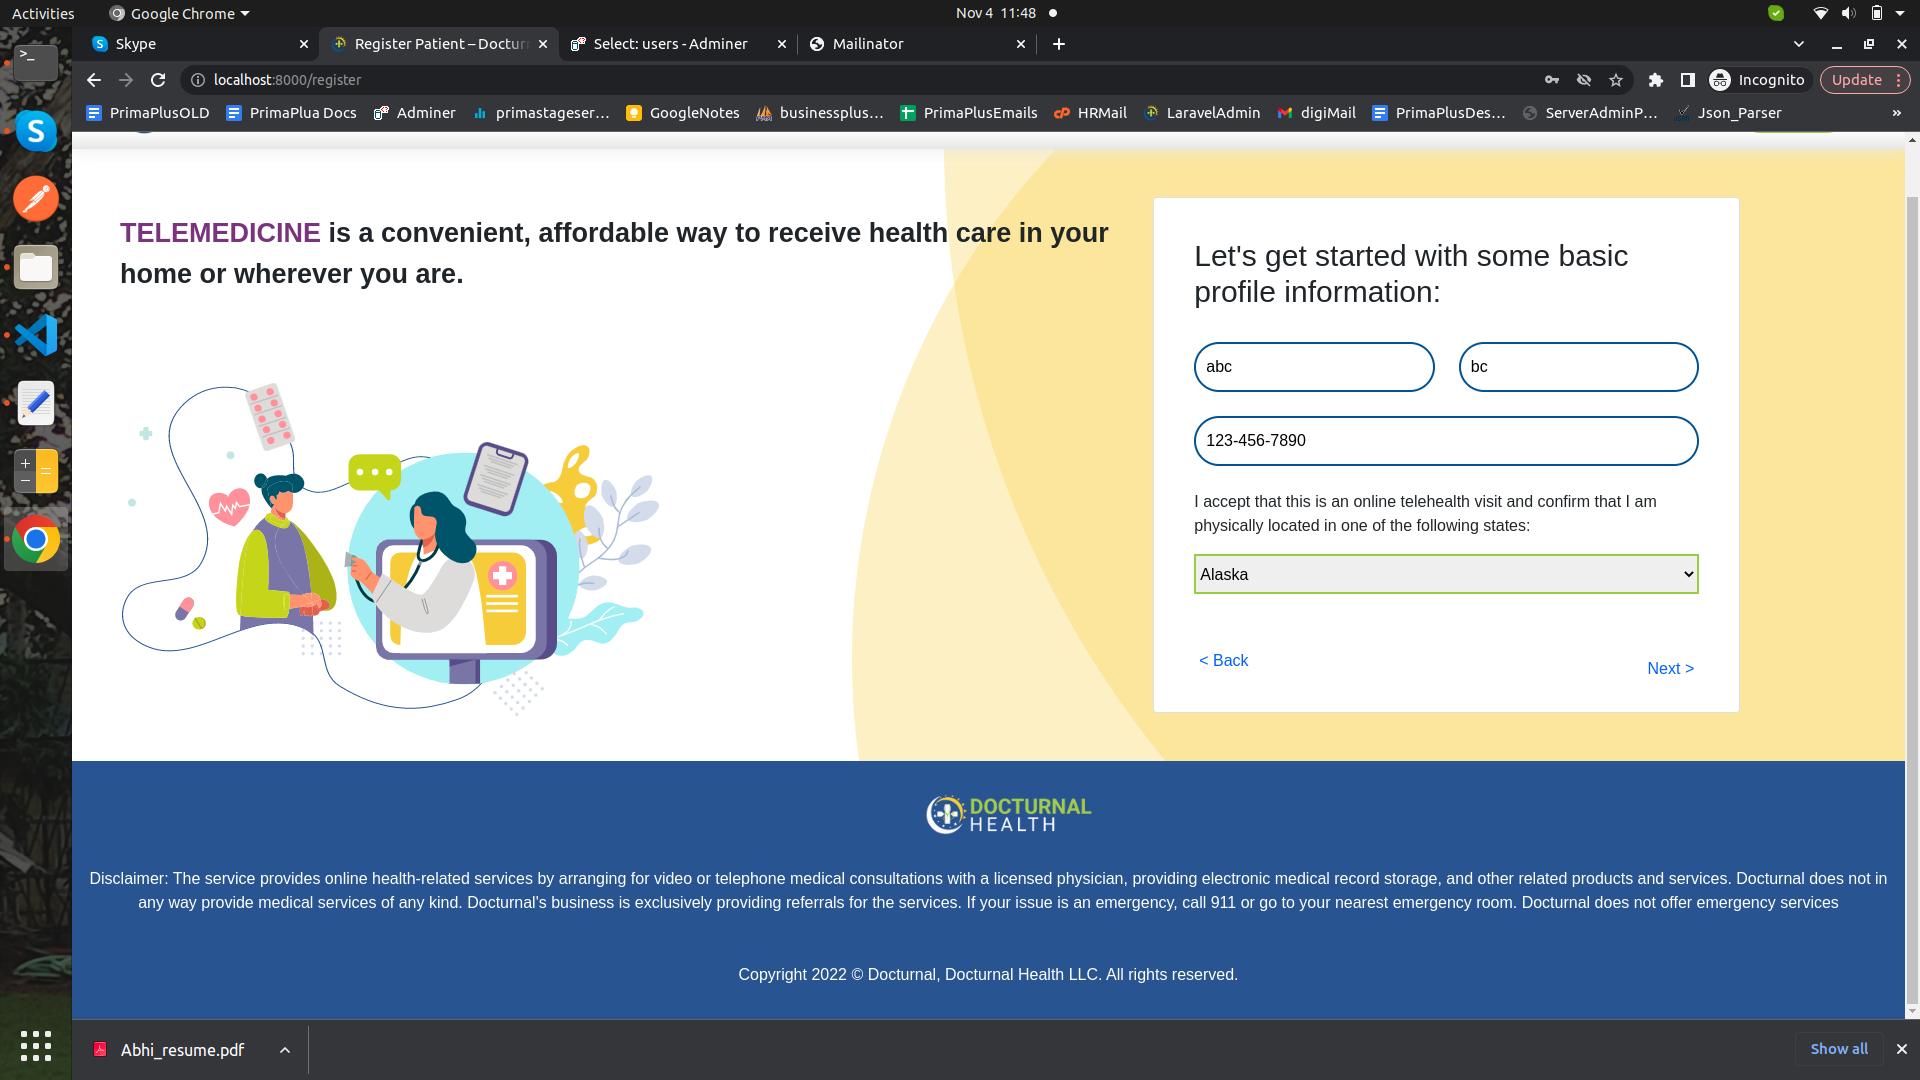 Activities
Google Chrome
Nov 4 11:48
Skype
Register Patient – Doctur
Select: users - Adminer
Mailinator
localhost:8000/register
Incognito
Update
PrimaPlusOLD
PrimaPlua Docs
Adminer
primastageser…
GoogleNotes
businessplus…
PrimaPlusEmails
HRMail
LaravelAdmin
digiMail
PrimaPlusDes…
ServerAdminP…
Json_Parser
»
TELEMEDICINE is a convenient, affordable way to receive health care in your
home or wherever you are.
Let's get started with some basic
profile information:
abc
bc
123-456-7890
I accept that this is an online telehealth visit and confirm that I am
physically located in one of the following states:
Alaska
< Back
Next >
DOCTURNAL
HEALTH
Disclaimer: The service provides online health-related services by arranging for video or telephone medical consultations with a licensed physician, providing electronic medical record storage, and other related products and services. Docturnal does not in
any way provide medical services of any kind. Docturnal's business is exclusively providing referrals for the services. If your issue is an emergency, call 911 or go to your nearest emergency room. Docturnal does not offer emergency services
Copyright 2022 © Docturnal, Docturnal Health LLC. All rights reserved.
Abhi_resume.pdf
Show all